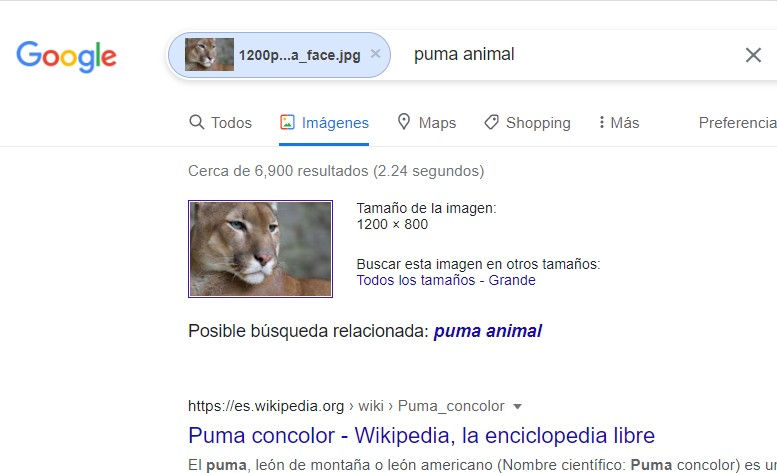 Google 1200p...a_face.jpg × puma animal
Todos Imágenes Maps Shopping Más Preferencia
Cerca de 6,900 resultados (2.24 segundos)
Tamaño de la imagen:
1200 × 800
Buscar esta imagen en otros tamaños:
Todos los tamaños - Grande
Posible búsqueda relacionada: puma animal
https://es.wikipedia.org › wiki › Puma_concolor
Puma concolor - Wikipedia, la enciclopedia libre
El puma, león de montaña o león americano (Nombre científico: Puma concolor) es u